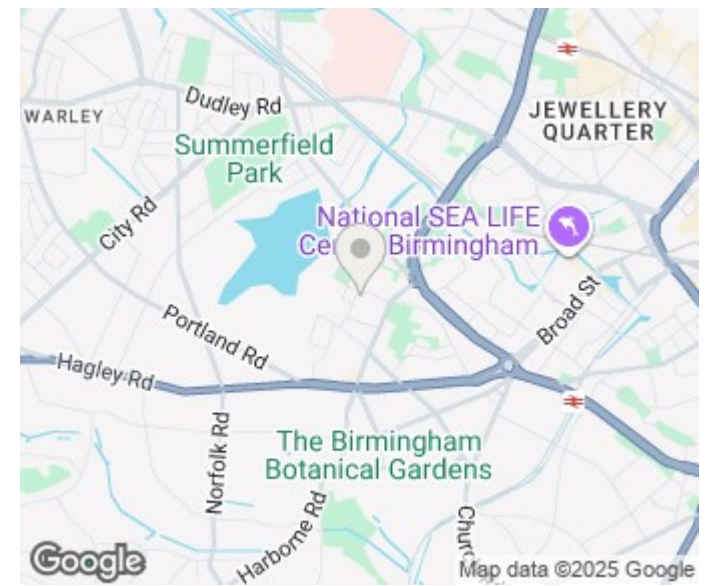 Dudley Rd
WARLEY
JEWELLERY
QUARTER
Summerfield
Park
City Rd
National SEA LIFE
Birmingham
Broad St
Portland Rd
Hagley Rd
Norfolk Rd
The Birmingham
Botanical Gardens
Harborne Rd
Google
Map data ©2025 Google